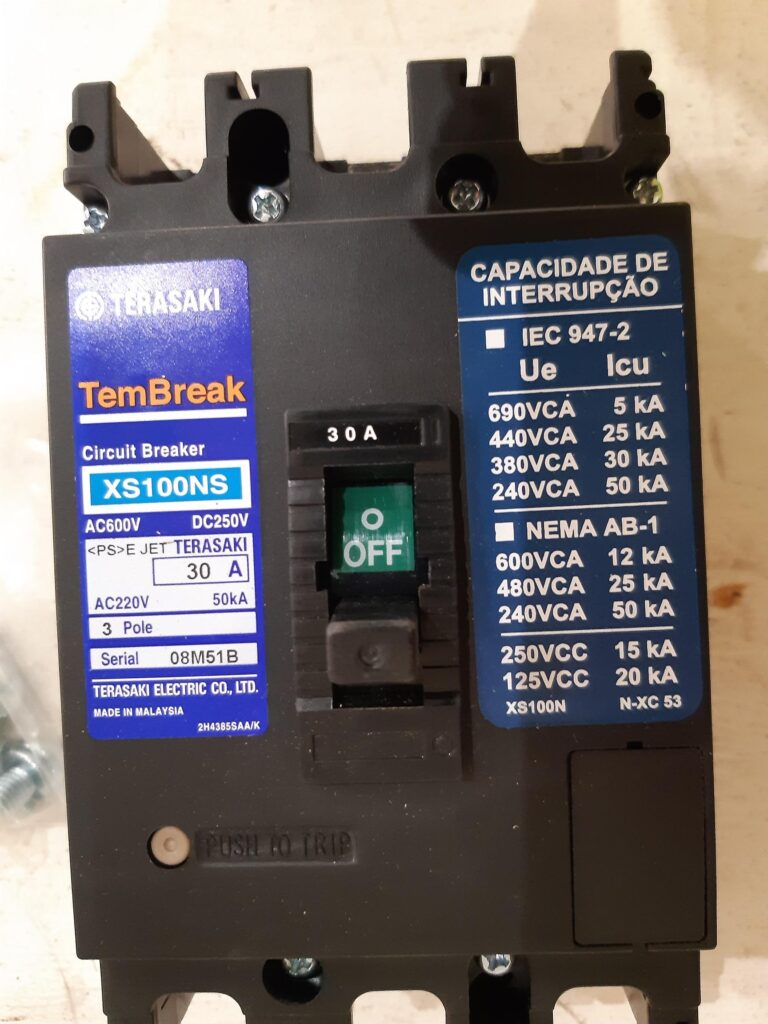 TERASAKI
TemBreak
Circuit Breaker
XS100NS
AC600V DC250V
<PS>E JET TERASAKI
30 A
AC220V 50kA
3 Pole
Serial 08M51B
TERASAKI ELECTRIC CO., LTD.
MADE IN MALAYSIA
2H4385SAA/K
30A
O
OFF
PUSH TO TRIP
CAPACIDADE DE
INTERRUPÇÃO
IEC 947-2
Ue Icu
690VCA 5 kA
440VCA 25 kA
380VCA 30 kA
240VCA 50 kA
NEMA AB-1
600VCA 12 kA
480VCA 25 kA
240VCA 50 kA
250VCC 15 kA
125VCC 20 kA
XS100N N-XC 53